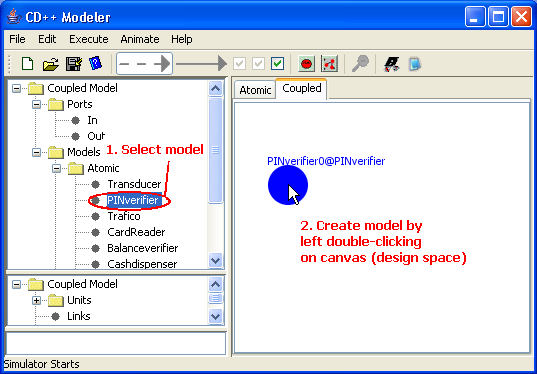 CD++ Modeler
File Edit Execute Animate Help
Coupled Model
Ports
In
Out
1. Select model
Models
Atomic
Transducer
PINverifier
Trafico
CardReader
Balanceverifier
Cashdispenser
Coupled Model
Units
Links
Atomic Coupled
PINverifier0@PINverifier
2. Create model by
left double-clicking
on canvas (design space)
Simulator Starts